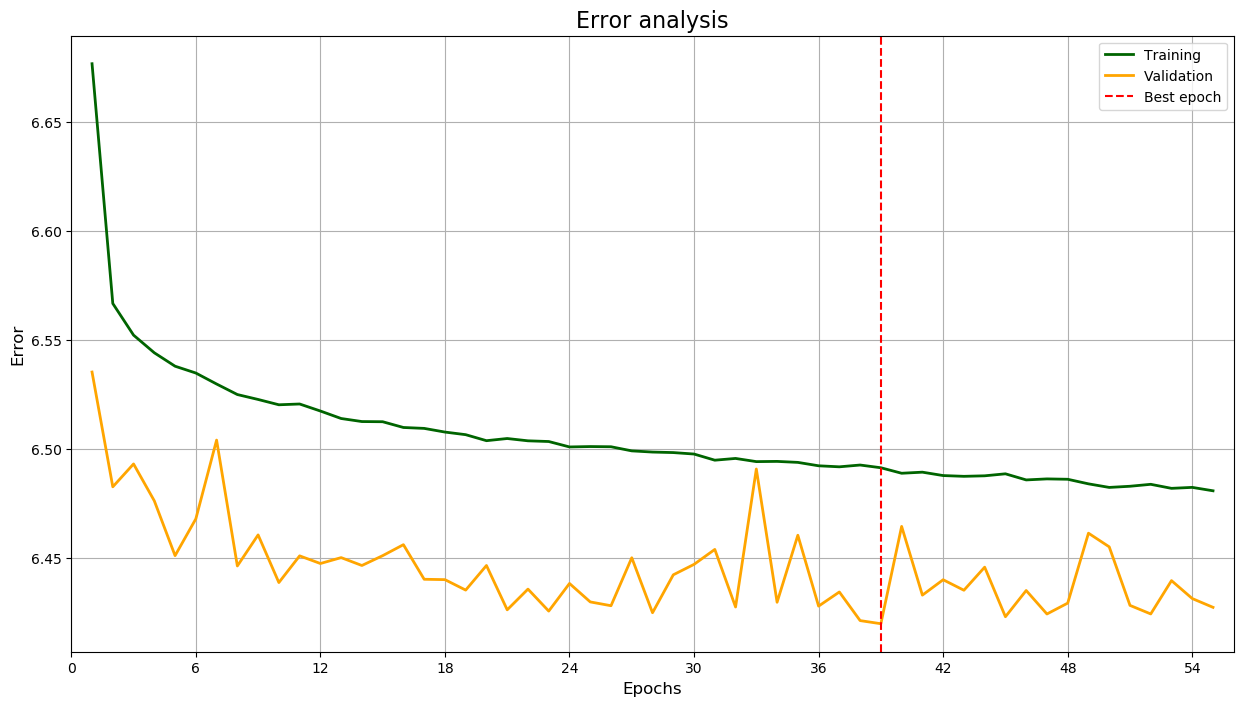 Error analysis
Training
Validation
Best epoch
Error
6.65
6.60
6.55
6.50
6.45
0 6 12 18 24 30 36 42 48 54
Epochs